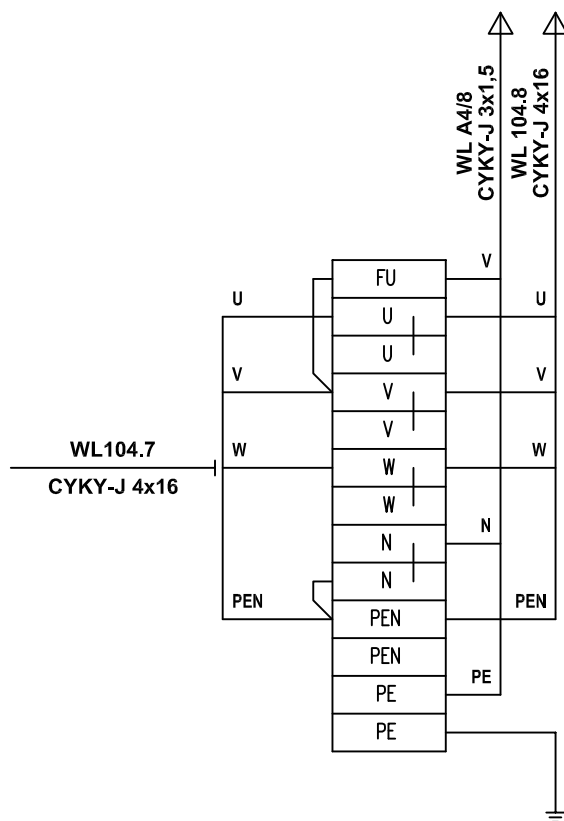 WL A4/8
CYKY-J 3x1,5
WL 104.8
CYKY-J 4x16
V
FU
U
U
U
U
V
V
V
V
WL104.7
CYKY-J 4x16
W
W
W
W
N
N
N
PEN
PEN
PEN
PEN
PE
PE
PE